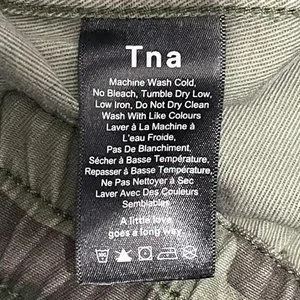 Tna
Machine Wash Cold,
No Bleach, Tumble Dry Low,
Low Iron, Do Not Dry Clean
Wash With Like Colours
Laver à La Machine à
L'eau Froide,
Pas De Blanchiment,
Sécher à Basse Température,
Repasser à Basse Température,
Ne Pas Nettoyer à Sec
Laver Avec Des Couleurs
Semblables
A little love
goes a long way.